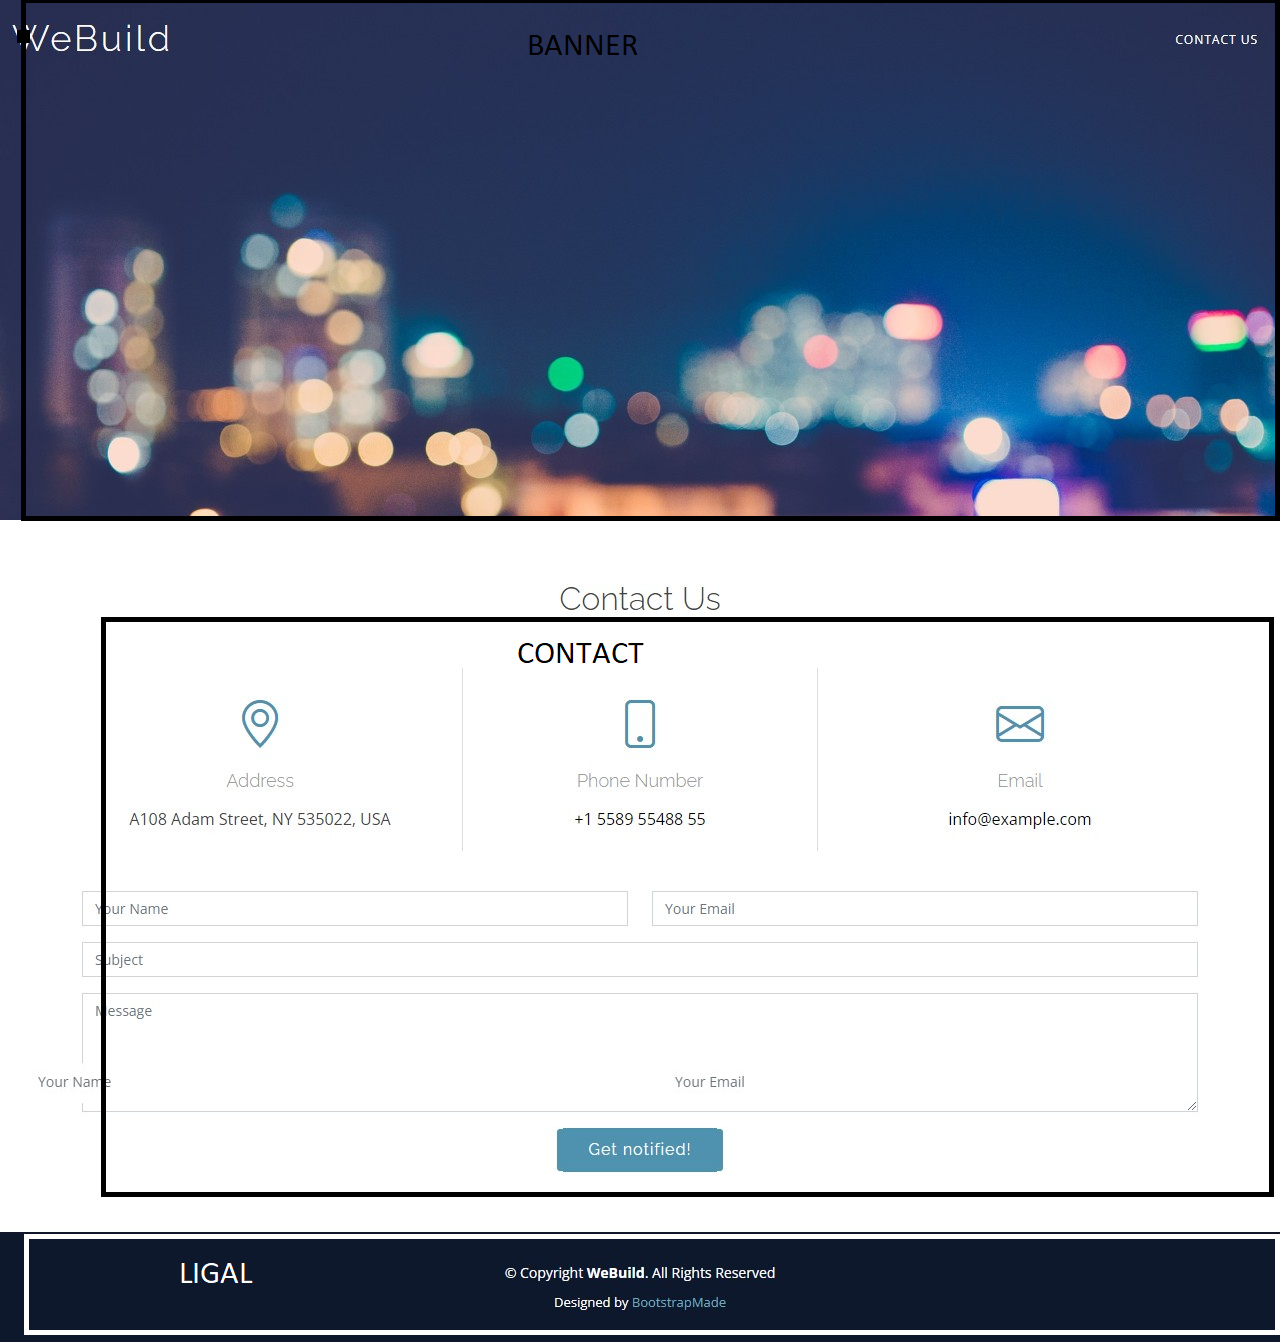 WeBuild
BANNER
CONTACT US
Contact Us
CONTACT
Address
Phone Number
Email
A108 Adam Street, NY 535022, USA
+1 5589 55488 55
info@example.com
Your Name
Your Email
Subject
Message
Your Name
Your Email
Get notified!
LIGAL
© Copyright WeBuild. All Rights Reserved
Designed by BootstrapMade